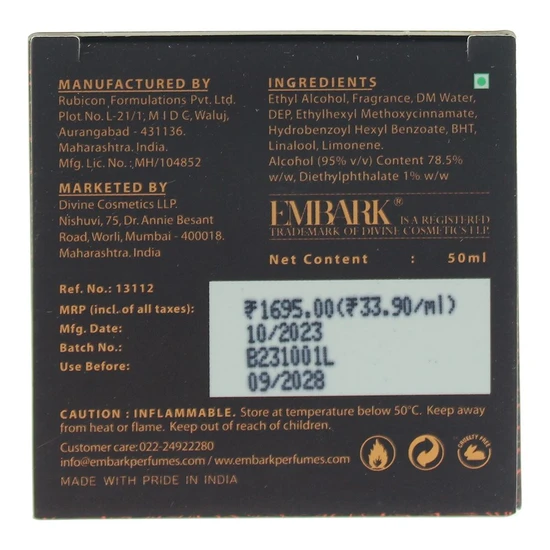 MANUFACTURED BY
Rubicon Formulations Pvt. Ltd.
Plot No. L-21/1, M I D C, Waluj,
Aurangabad - 431136.
Maharashtra. India.
Mfg. Lic. No. : MH/104852
MARKETED BY
Divine Cosmetics LLP.
Nishuvi, 75, Dr. Annie Besant
Road, Worli, Mumbai - 400018.
Maharashtra. India
INGREDIENTS
Ethyl Alcohol, Fragrance, DM Water,
DEP, Ethylhexyl Methoxycinnamate,
Hydrobenzoyl Hexyl Benzoate, BHT,
Linalool, Limonene.
Alcohol (95% v/v) Content 78.5%
w/w, Diethylphthalate 1% w/w
EMBARK ® IS A REGISTERED
TRADEMARK OF DIVINE COSMETICS LLP.
Net Content : 50ml
Ref. No.: 13112
MRP (incl. of all taxes): ₹1695.00(₹33.90/ml)
Mfg. Date: 10/2023
Batch No.: B231001L
Use Before: 09/2028
CAUTION : INFLAMMABLE. Store at temperature below 50°C. Keep away
from heat or flame. Keep out of reach of children.
Customer care: 022-24922280
info@embarkperfumes.com / www.embarkperfumes.com
MADE WITH PRIDE IN INDIA
CRUELTY FREE